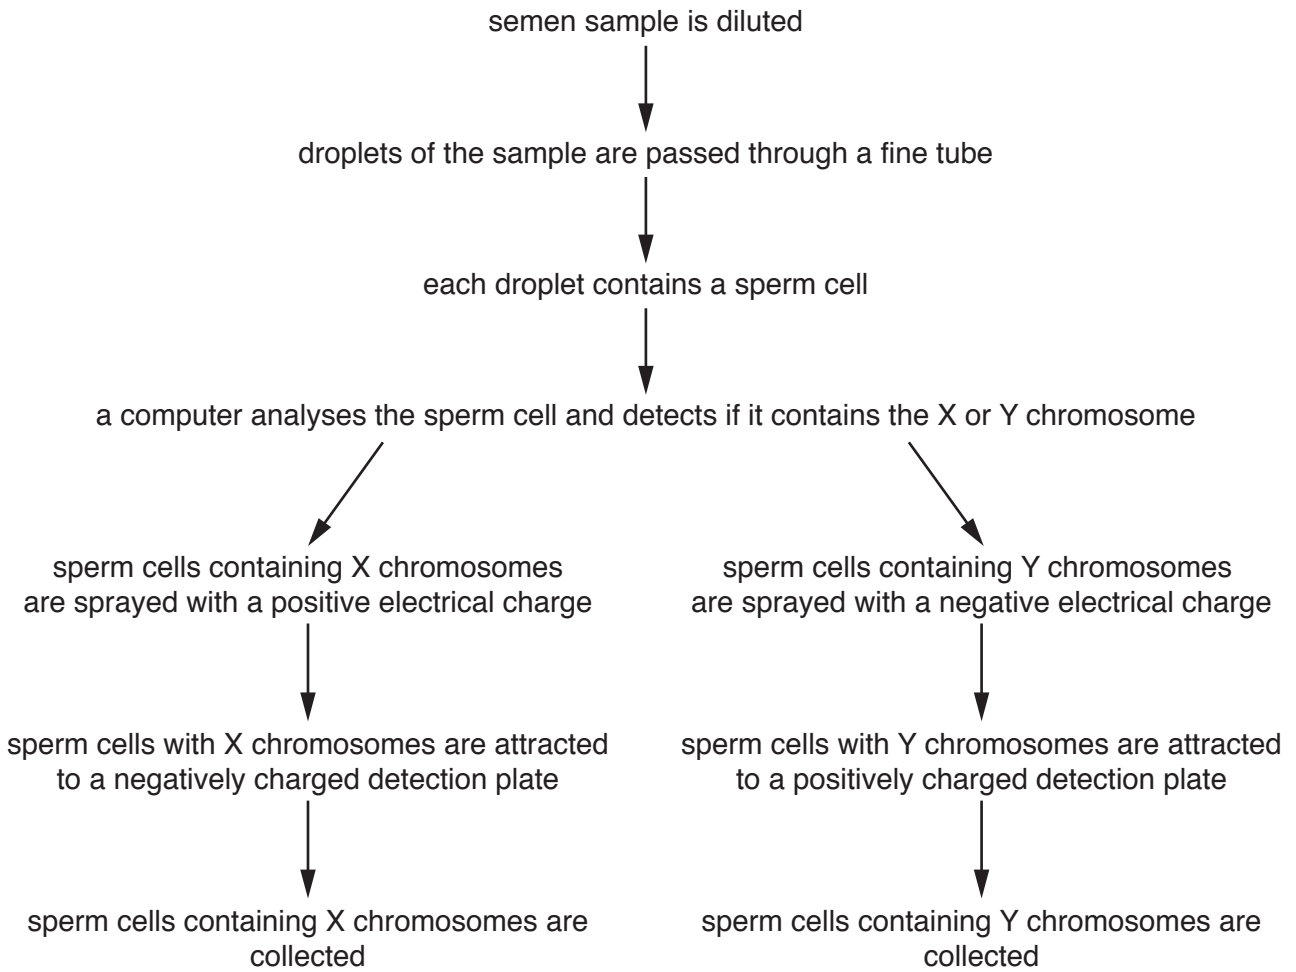 semen sample is diluted
droplets of the sample are passed through a fine tube
each droplet contains a sperm cell
a computer analyses the sperm cell and detects if it contains the X or Y chromosome
sperm cells containing X chromosomes
are sprayed with a positive electrical charge
sperm cells containing Y chromosomes
are sprayed with a negative electrical charge
sperm cells with X chromosomes are attracted
to a negatively charged detection plate
sperm cells with Y chromosomes are attracted
to a positively charged detection plate
sperm cells containing X chromosomes are
collected
sperm cells containing Y chromosomes are
collected